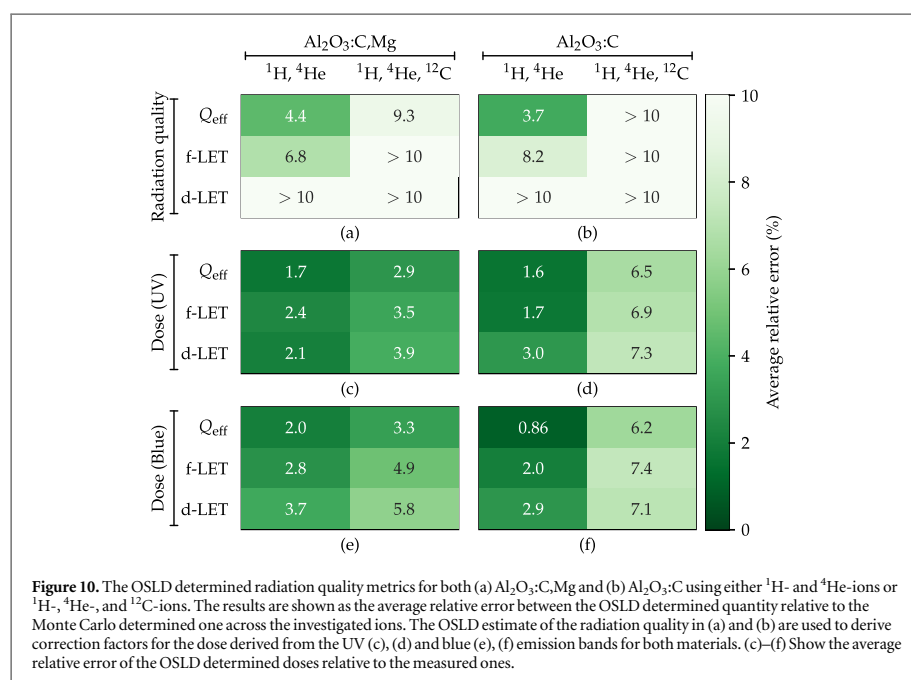 Al₂O₃:C,Mg Al₂O₃:C
¹H, ⁴He ¹H, ⁴He, ¹²C ¹H, ⁴He ¹H, ⁴He, ¹²C
Radiation quality
Q_eff 4.4 9.3 3.7 > 10
f-LET 6.8 > 10 8.2 > 10
d-LET > 10 > 10 > 10 > 10
(a) (b)
Dose (UV)
Q_eff 1.7 2.9 1.6 6.5
f-LET 2.4 3.5 1.7 6.9
d-LET 2.1 3.9 3.0 7.3
(c) (d)
Dose (Blue)
Q_eff 2.0 3.3 0.86 6.2
f-LET 2.8 4.9 2.0 7.4
d-LET 3.7 5.8 2.9 7.1
(e) (f)
10
8
6
4
2
0
Average relative error (%)
Figure 10. The OSLD determined radiation quality metrics for both (a) Al₂O₃:C,Mg and (b) Al₂O₃:C using either ¹H- and ⁴He-ions or
¹H-, ⁴He-, and ¹²C-ions. The results are shown as the average relative error between the OSLD determined quantity relative to the
Monte Carlo determined one across the investigated ions. The OSLD estimate of the radiation quality in (a) and (b) are used to derive
correction factors for the dose derived from the UV (c), (d) and blue (e), (f) emission bands for both materials. (c)–(f) Show the average
relative error of the OSLD determined doses relative to the measured ones.